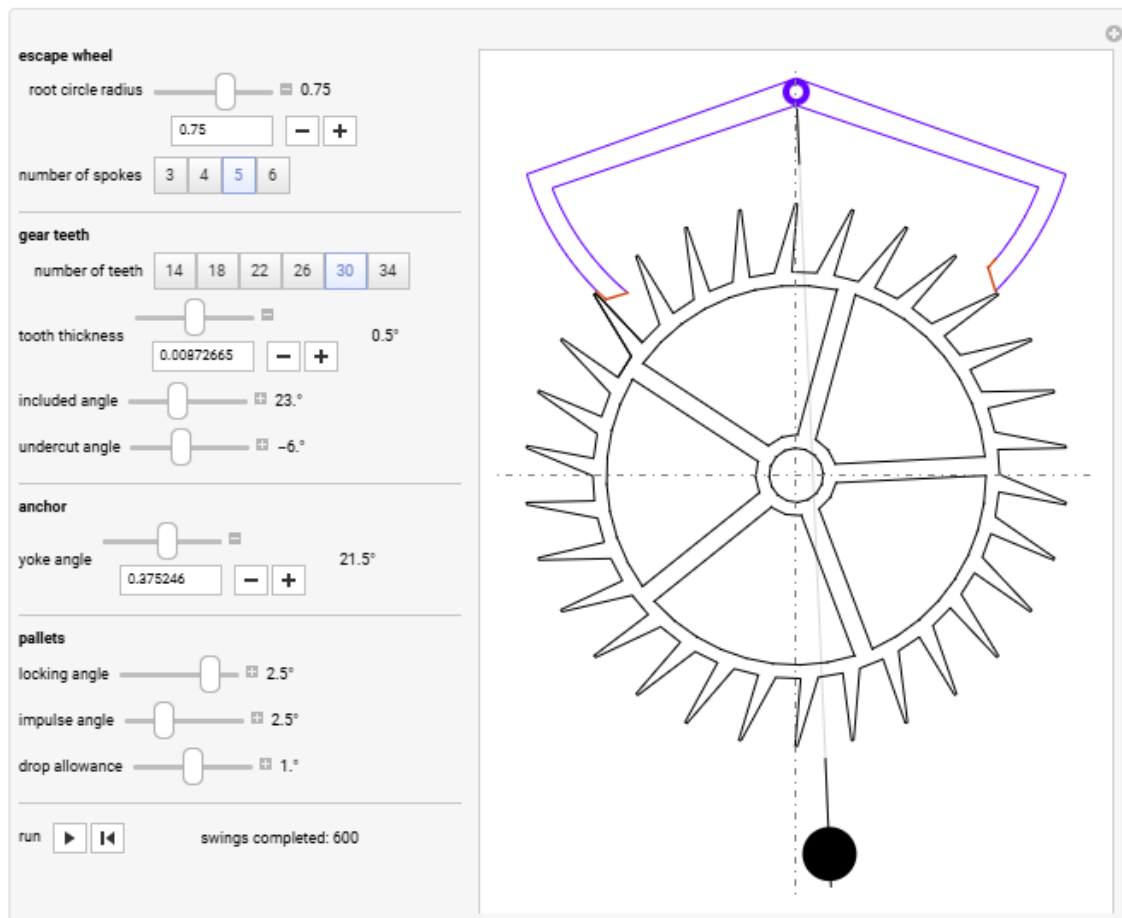 escape wheel
root circle radius 0.75
0.75
number of spokes 3 4 5 6
gear teeth
number of teeth 14 18 22 26 30 34
tooth thickness 0.5°
0.00872665
included angle 23.°
undercut angle -6.°
anchor
yoke angle 21.5°
0.375246
pallets
locking angle 2.5°
impulse angle 2.5°
drop allowance 1.°
run swings completed: 600